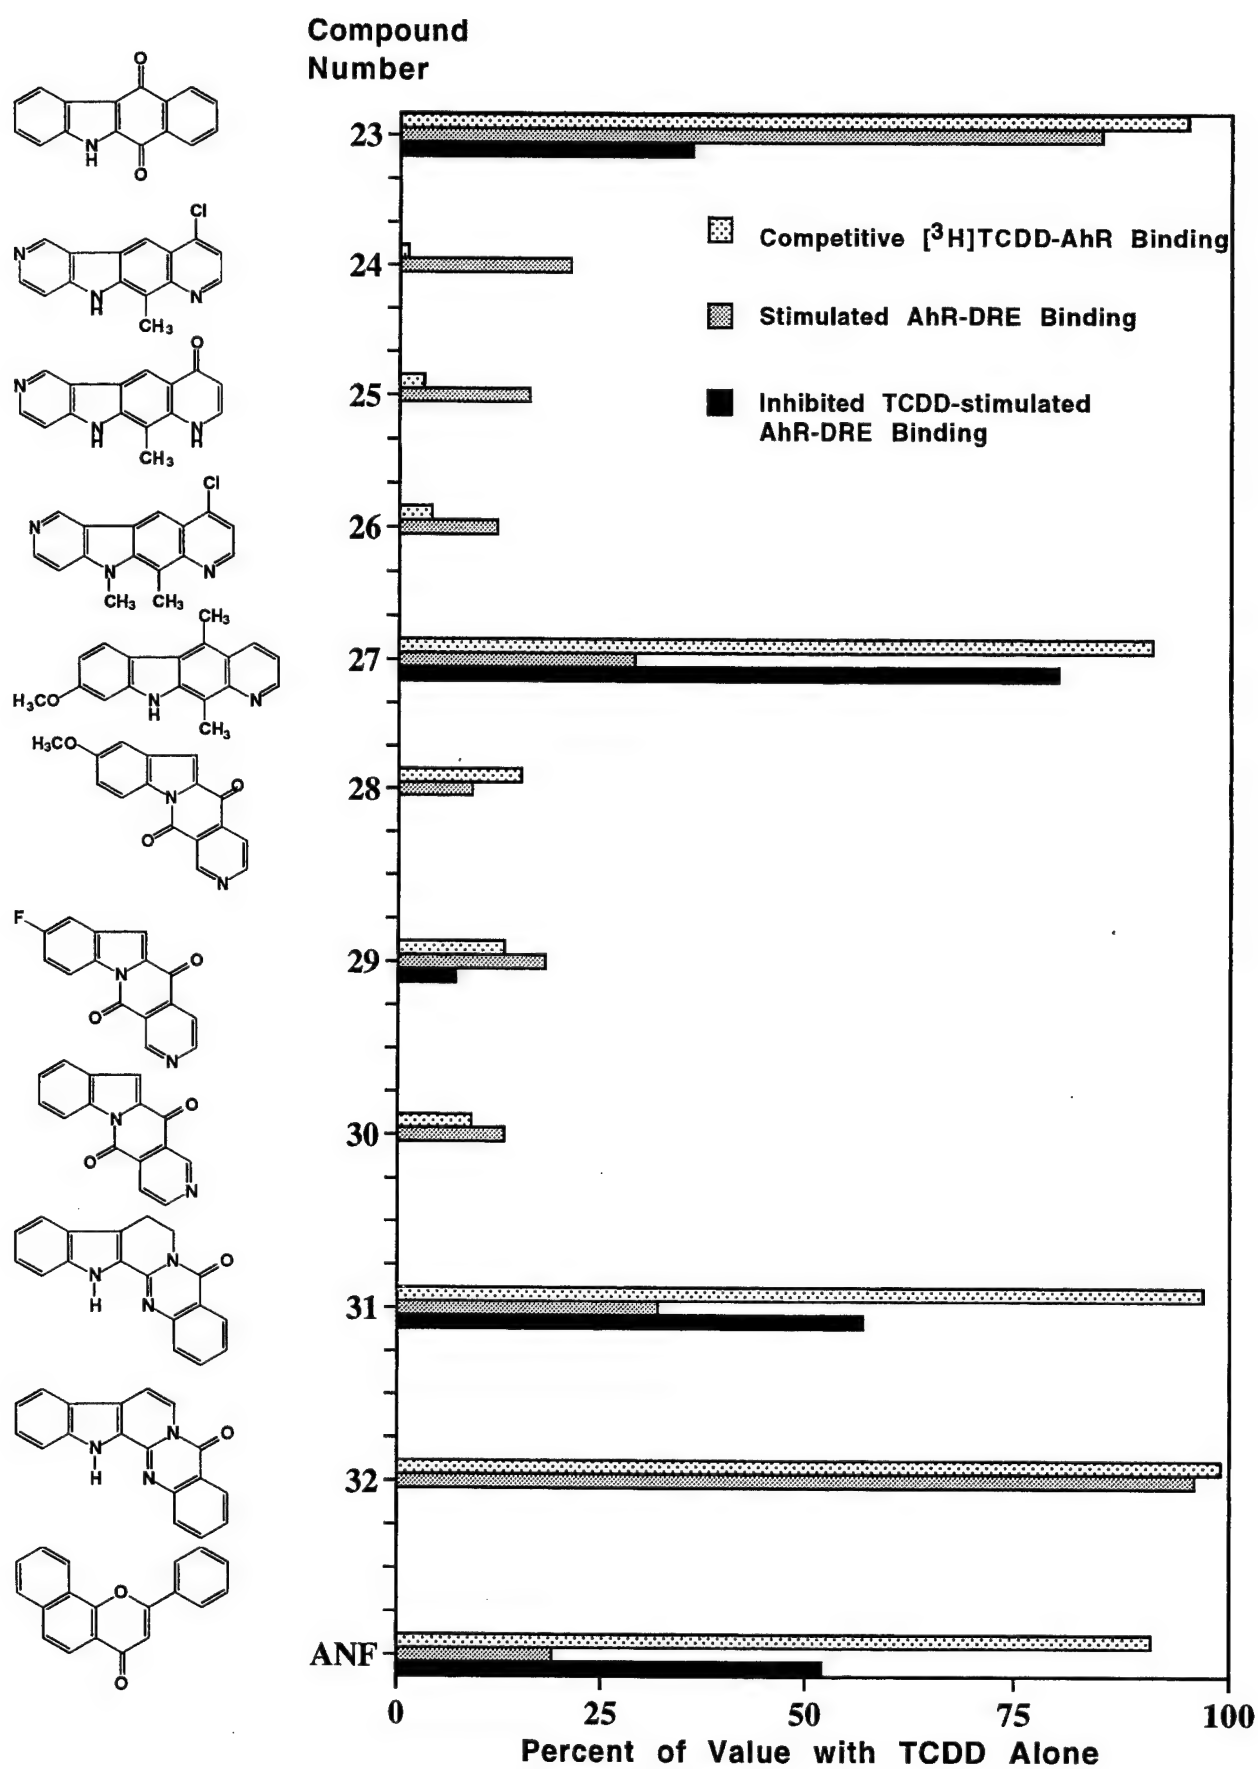 Compound
Number
O
N
H
O
23
Competitive [³H]TCDD-AhR Binding
Stimulated AhR-DRE Binding
Inhibited TCDD-stimulated
AhR-DRE Binding
Cl
N
N
H
N
CH₃
24
O
N
N
H
N
H
CH₃
25
Cl
N
N
N
CH₃
CH₃
26
CH₃
H₃CO
N
H
N
CH₃
27
H₃CO
N
O
O
N
28
F
N
O
O
N
29
N
O
O
N
30
N
O
N
H
N
31
N
O
N
H
N
32
O
O
ANF
0
25
50
75
100
Percent of Value with TCDD Alone